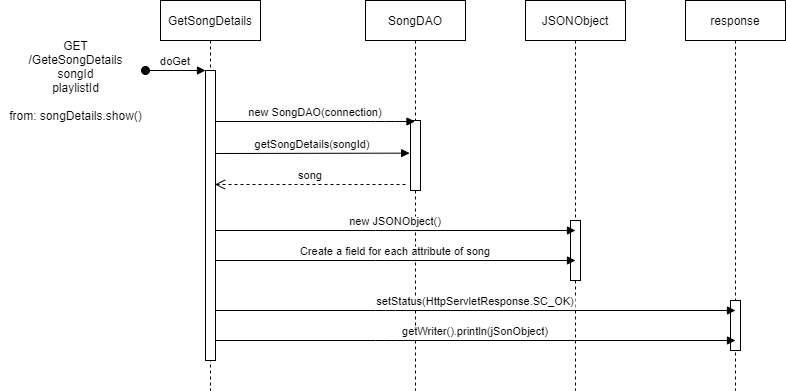 GetSongDetails
SongDAO
JSONObject
response
GET
/GeteSongDetails
songId
playlistId
from: songDetails.show()
doGet
new SongDAO(connection)
getSongDetails(songId)
song
new JSONObject()
Create a field for each attribute of song
setStatus(HttpServletResponse.SC_OK)
getWriter().println(jSonObject)